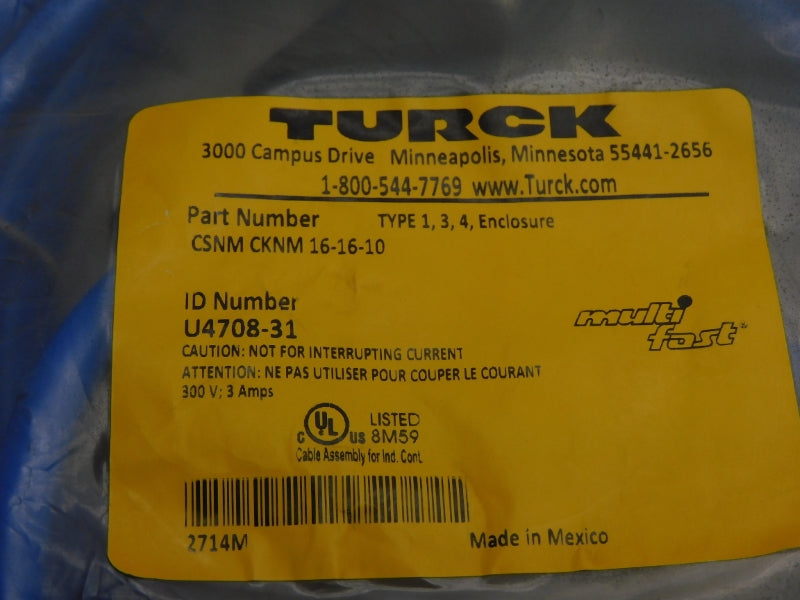 TURCK
3000 Campus Drive Minneapolis, Minnesota 55441-2656
1-800-544-7769 www.Turck.com
Part Number TYPE 1, 3, 4, Enclosure
CSNM CKNM 16-16-10
ID Number
U4708-31
multi fast®
CAUTION: NOT FOR INTERRUPTING CURRENT
ATTENTION: NE PAS UTILISER POUR COUPER LE COURANT
300 V; 3 Amps
C UL US LISTED
8M59
Cable Assembly for Ind. Cont.
2714M Made in Mexico